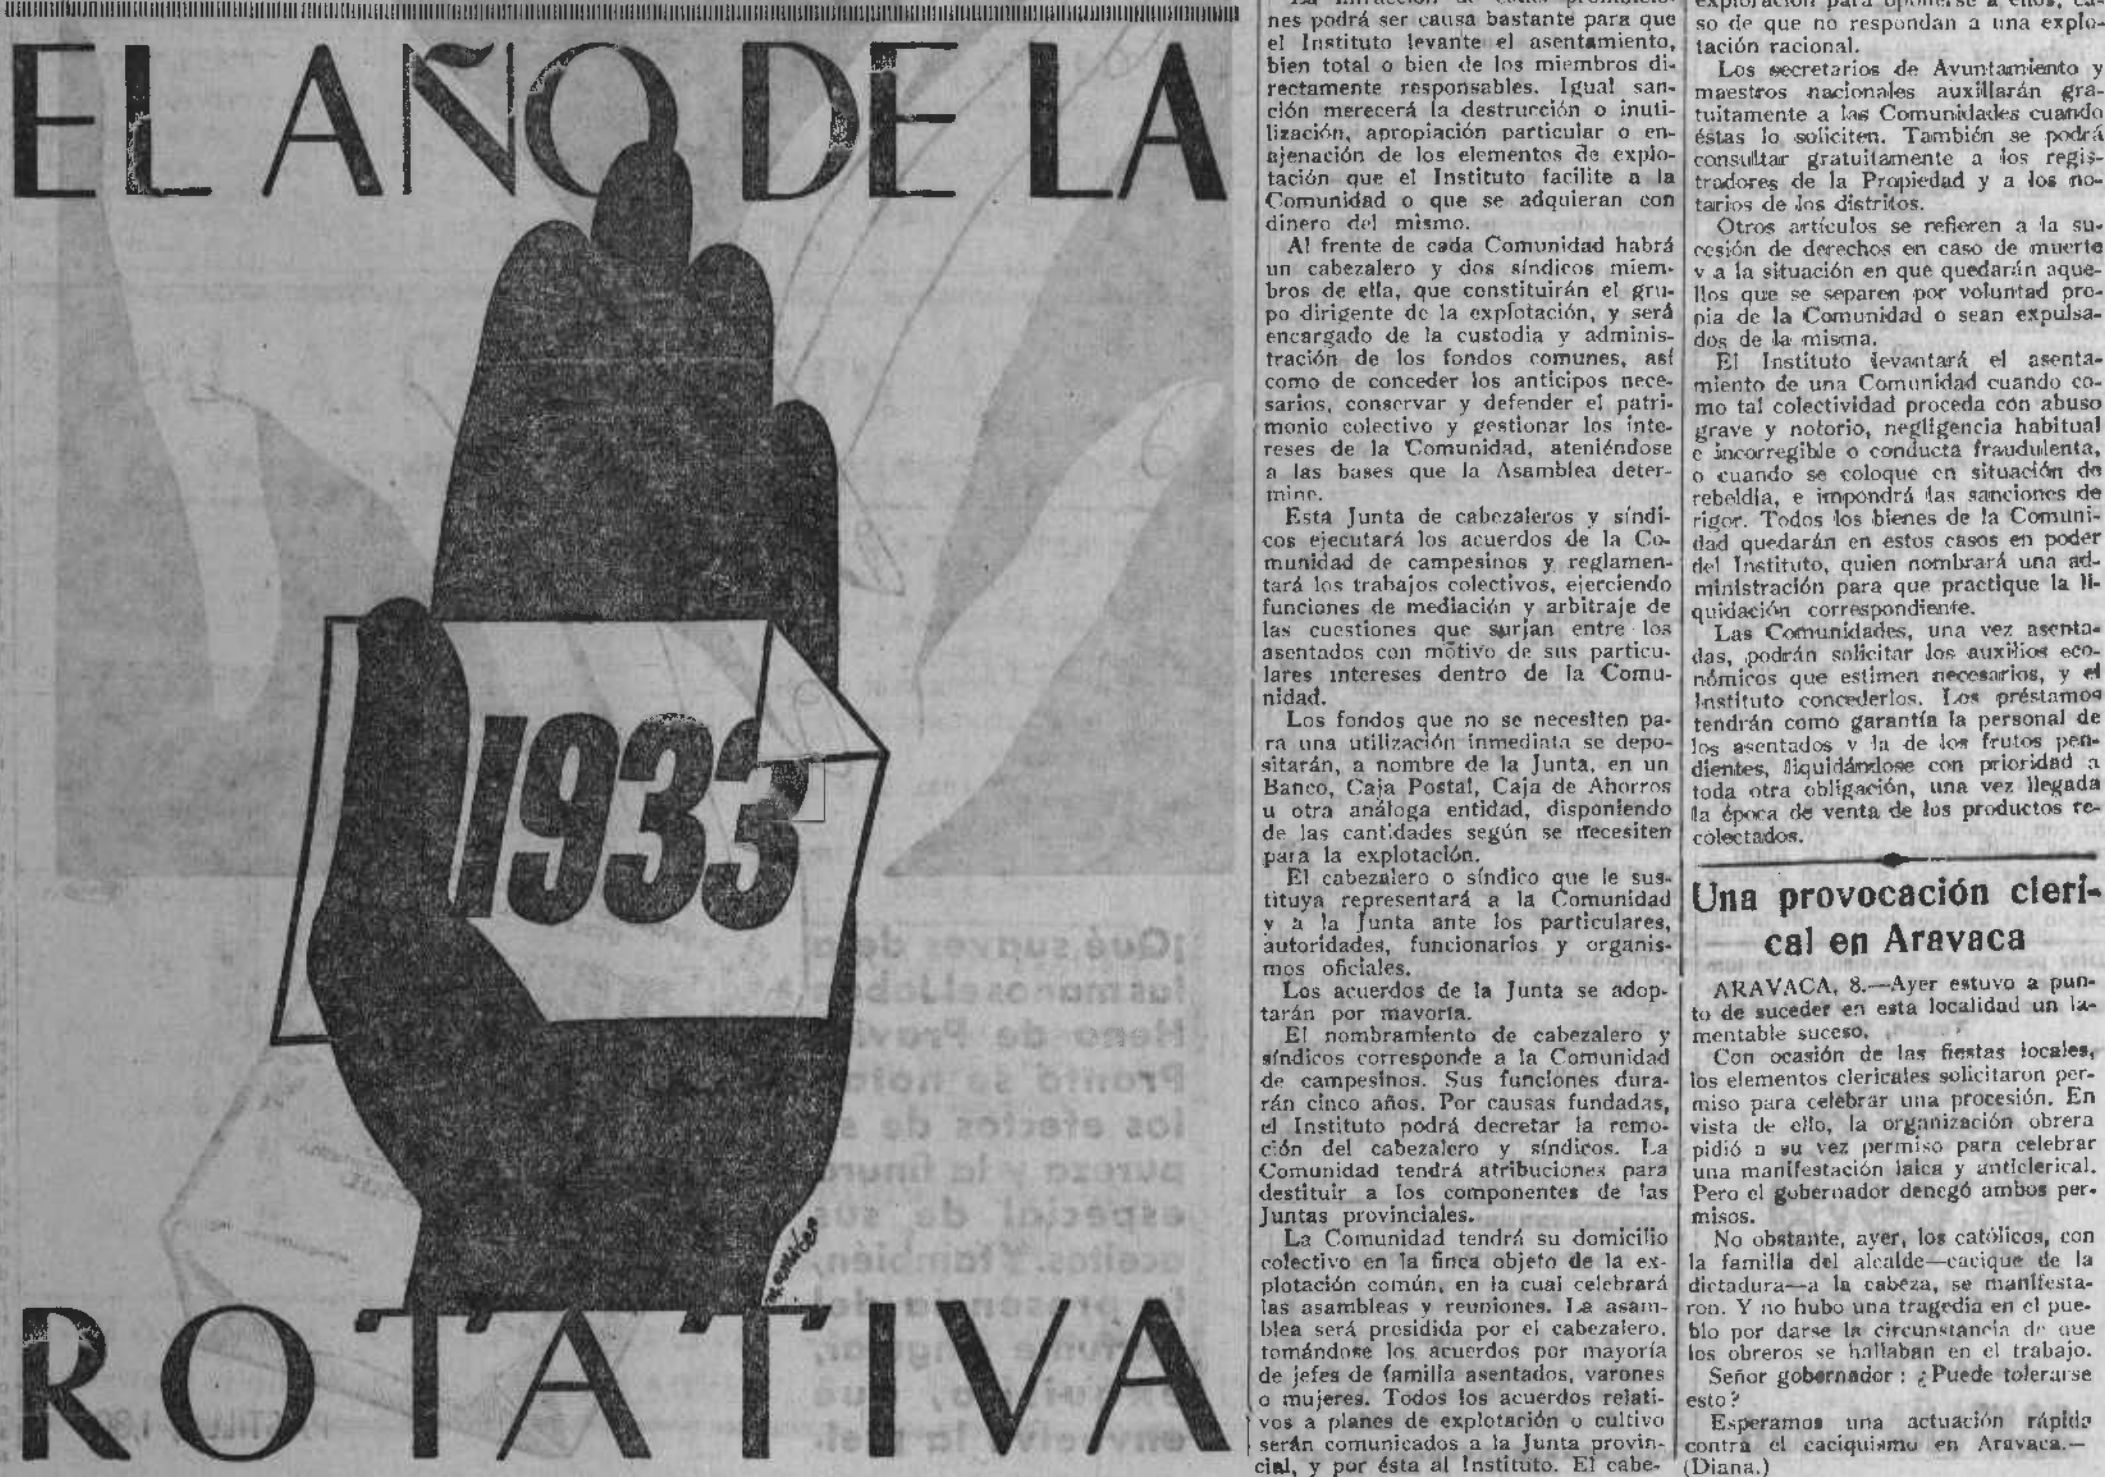 EL AÑO DE LA
1933
ROTATIVA
nes podrá ser causa bastante para que
el Instituto levante el asentamiento,
bien total o bien de los miembros di-
rectamente responsables. Igual san-
ción merecerá la destrucción o inuti-
lización, apropiación particular o en-
ajenación de los elementos de explo-
tación que el Instituto facilite a la
Comunidad o que se adquieran con
dinero del mismo.
Al frente de cada Comunidad habrá
un cabezalero y dos síndicos miem-
bros de ella, que constituirán el gru-
po dirigente de la explotación, y será
encargado de la custodia y adminis-
tración de los fondos comunes, así
como de conceder los anticipos nece-
sarios, conservar y defender el patri-
monio colectivo y gestionar los inte-
reses de la Comunidad, ateniéndose
a las bases que la Asamblea deter-
mine.
Esta Junta de cabezaleros y síndi-
cos ejecutará los acuerdos de la Co-
munidad de campesinos y reglamen-
tará los trabajos colectivos, ejerciendo
funciones de mediación y arbitraje de
las cuestiones que surjan entre los
asentados con motivo de sus particu-
lares intereses dentro de la Comu-
nidad.
Los fondos que no se necesiten pa-
ra una utilización inmediata se depo-
sitarán, a nombre de la Junta, en un
Banco, Caja Postal, Caja de Ahorros
u otra análoga entidad, disponiendo
de las cantidades según se necesiten
para la explotación.
El cabezalero o síndico que le sus-
tituya representará a la Comunidad
y a la Junta ante los particulares,
autoridades, funcionarios y organis-
mos oficiales.
Los acuerdos de la Junta se adop-
tarán por mayoría.
El nombramiento de cabezalero y
síndicos corresponde a la Comunidad
de campesinos. Sus funciones dura-
rán cinco años. Por causas fundadas,
el Instituto podrá decretar la remo-
ción del cabezalero y síndicos. La
Comunidad tendrá atribuciones para
destituir a los componentes de las
Juntas provinciales.
La Comunidad tendrá su domicilio
colectivo en la finca objeto de la ex-
plotación común, en la cual celebrará
las asambleas y reuniones. La asam-
blea será presidida por el cabezalero,
tomándose los acuerdos por mayoría
de jefes de familia asentados, varones
o mujeres. Todos los acuerdos relati-
vos a planes de explotación o cultivo
serán comunicados a la Junta provin-
cial, y por ésta al Instituto. El cabe-
exploración para oponerse a ellos, ca-
so de que no respondan a una explo-
tación racional.
Los secretarios de Ayuntamiento y
maestros nacionales auxiliarán gra-
tuitamente a las Comunidades cuando
éstas lo soliciten. También se podrá
consultar gratuitamente a los regis-
tradores de la Propiedad y a los no-
tarios de los distritos.
Otros artículos se refieren a la su-
cesión de derechos en caso de muerte
y a la situación en que quedarán aque-
llos que se separen por voluntad pro-
pia de la Comunidad o sean expulsa-
dos de la misma.
El Instituto levantará el asenta-
miento de una Comunidad cuando co-
mo tal colectividad proceda con abuso
grave y notorio, negligencia habitual
e incorregible o conducta fraudulenta,
o cuando se coloque en situación de
rebeldía, e impondrá las sanciones de
rigor. Todos los bienes de la Comuni-
dad quedarán en estos casos en poder
del Instituto, quien nombrará una ad-
ministración para que practique la li-
quidación correspondiente.
Las Comunidades, una vez asenta-
das, podrán solicitar los auxilios eco-
nómicos que estimen necesarios, y el
Instituto concederlos. Los préstamos
tendrán como garantía la personal de
los asentados y la de los frutos pen-
dientes, liquidándose con prioridad a
toda otra obligación, una vez llegada
la época de venta de los productos re-
colectados.
Una provocación cleri-
cal en Aravaca
ARAVACA, 8.—Ayer estuvo a pun-
to de suceder en esta localidad un la-
mentable suceso.
Con ocasión de las fiestas locales,
los elementos clericales solicitaron per-
miso para celebrar una procesión. En
vista de ello, la organización obrera
pidió a su vez permiso para celebrar
una manifestación laica y anticlerical.
Pero el gobernador denegó ambos per-
misos.
No obstante, ayer, los católicos, con
la familia del alcalde—cacique de la
dictadura—a la cabeza, se manifesta-
ron. Y no hubo una tragedia en el pue-
blo por darse la circunstancia de que
los obreros se hallaban en el trabajo.
Señor gobernador: ¿Puede tolerarse
esto?
Esperamos una actuación rápida
contra el caciquismo en Aravaca.—
(Diana.)